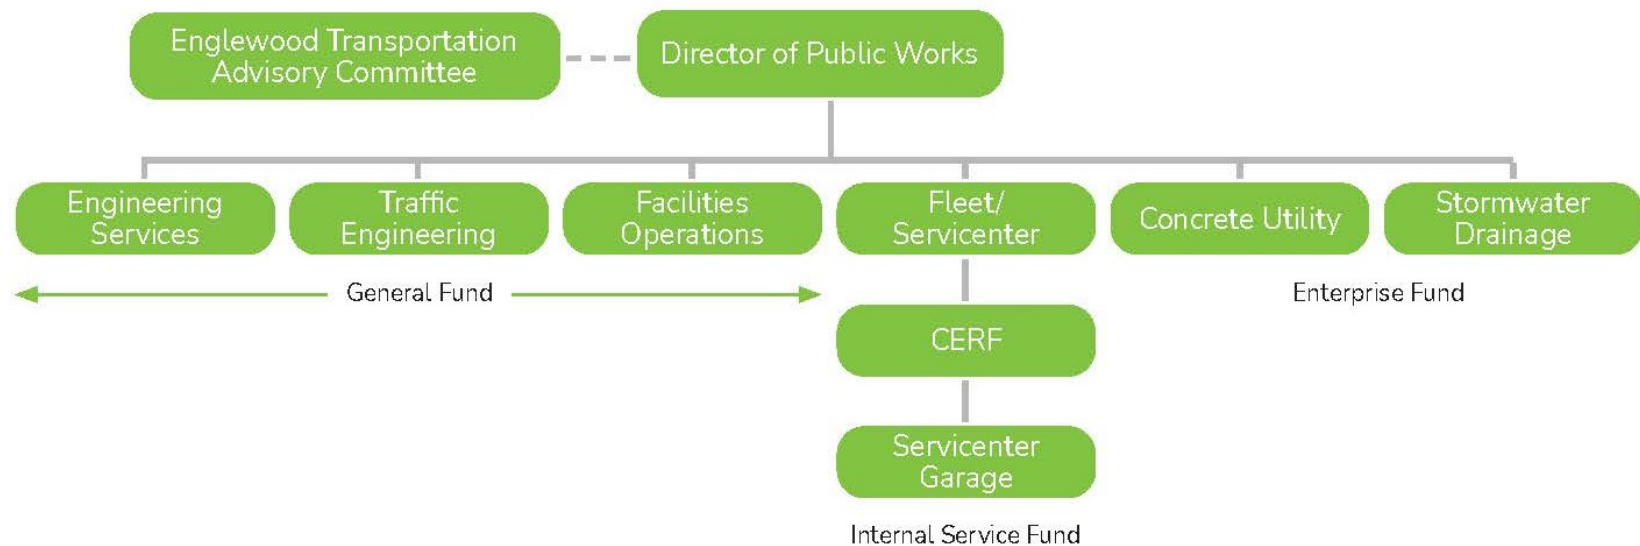 Englewood Transportation
Advisory Committee
Director of Public Works
Engineering
Services
Traffic
Engineering
Facilities
Operations
Fleet/
Servicenter
Concrete Utility
Stormwater
Drainage
General Fund
Enterprise Fund
CERF
Servicenter
Garage
Internal Service Fund